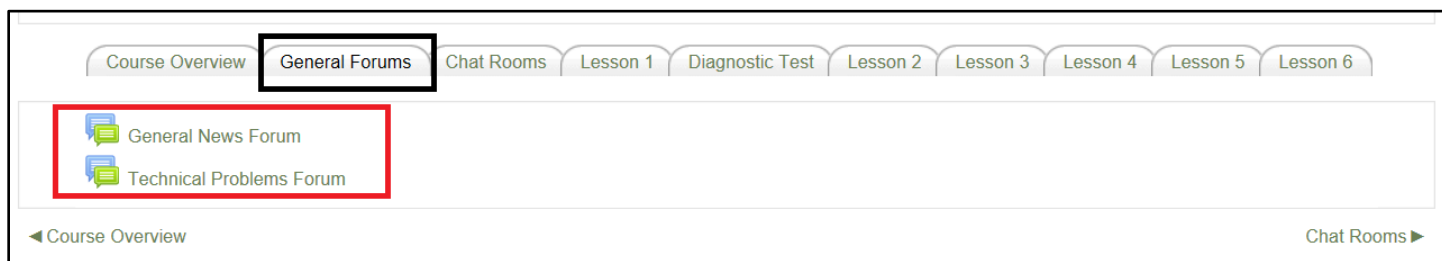 Course Overview General Forums Chat Rooms Lesson 1 Diagnostic Test Lesson 2 Lesson 3 Lesson 4 Lesson 5 Lesson 6
General News Forum
Technical Problems Forum
◄ Course Overview Chat Rooms ►